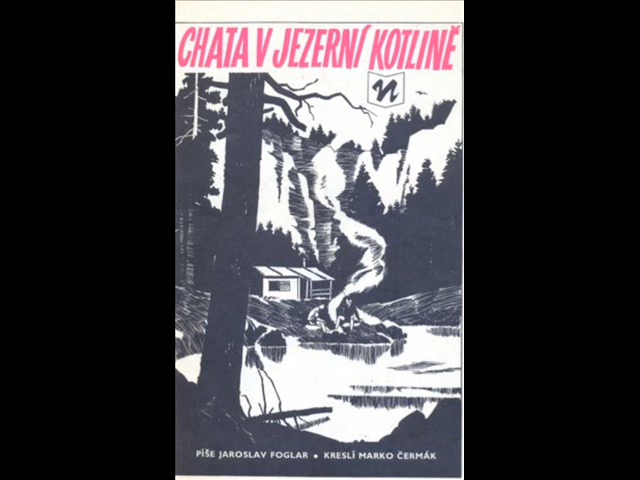 CHATA V JEZERNÍ KOTLINĚ
n
PÍŠE JAROSLAV FOGLAR • KRESLÍ MARKO ČERMÁK